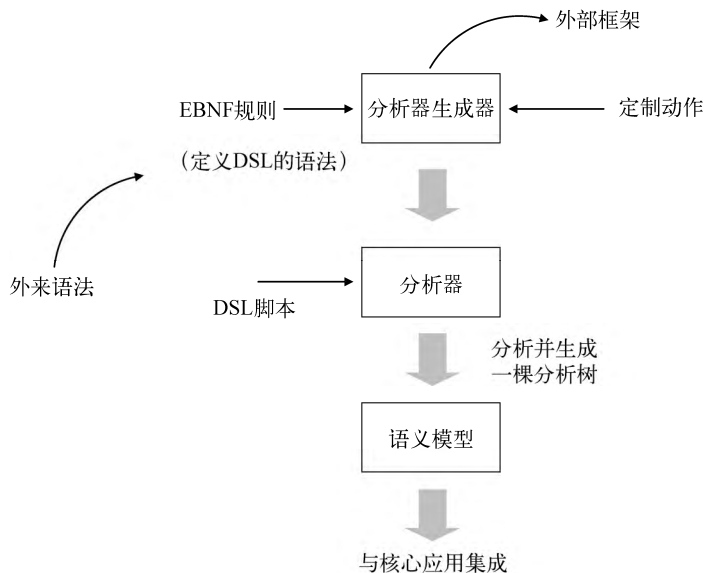 外部框架
EBNF规则
分析器生成器
定制动作
（定义DSL的语法）
外来语法
分析器
DSL脚本
分析并生成
一棵分析树
语义模型
与核心应用集成